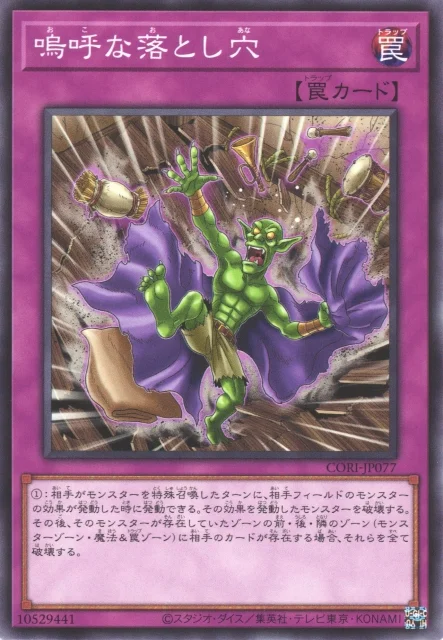 嗚呼な落とし穴
罠
【罠カード】
CORI-JP077
①：相手がモンスターを特殊召喚したターンに、相手フィールドのモンスター
の効果が発動した時に発動できる。その効果を発動したモンスターを破壊する。
その後、そのモンスターが存在していたゾーンの前・後・隣のゾーン（モンス
ターゾーン・魔法＆罠ゾーン）に相手のカードが存在する場合、それらを全て
破壊する。
10529441
©スタジオ・ダイス／集英社・テレビ東京・KONAMI